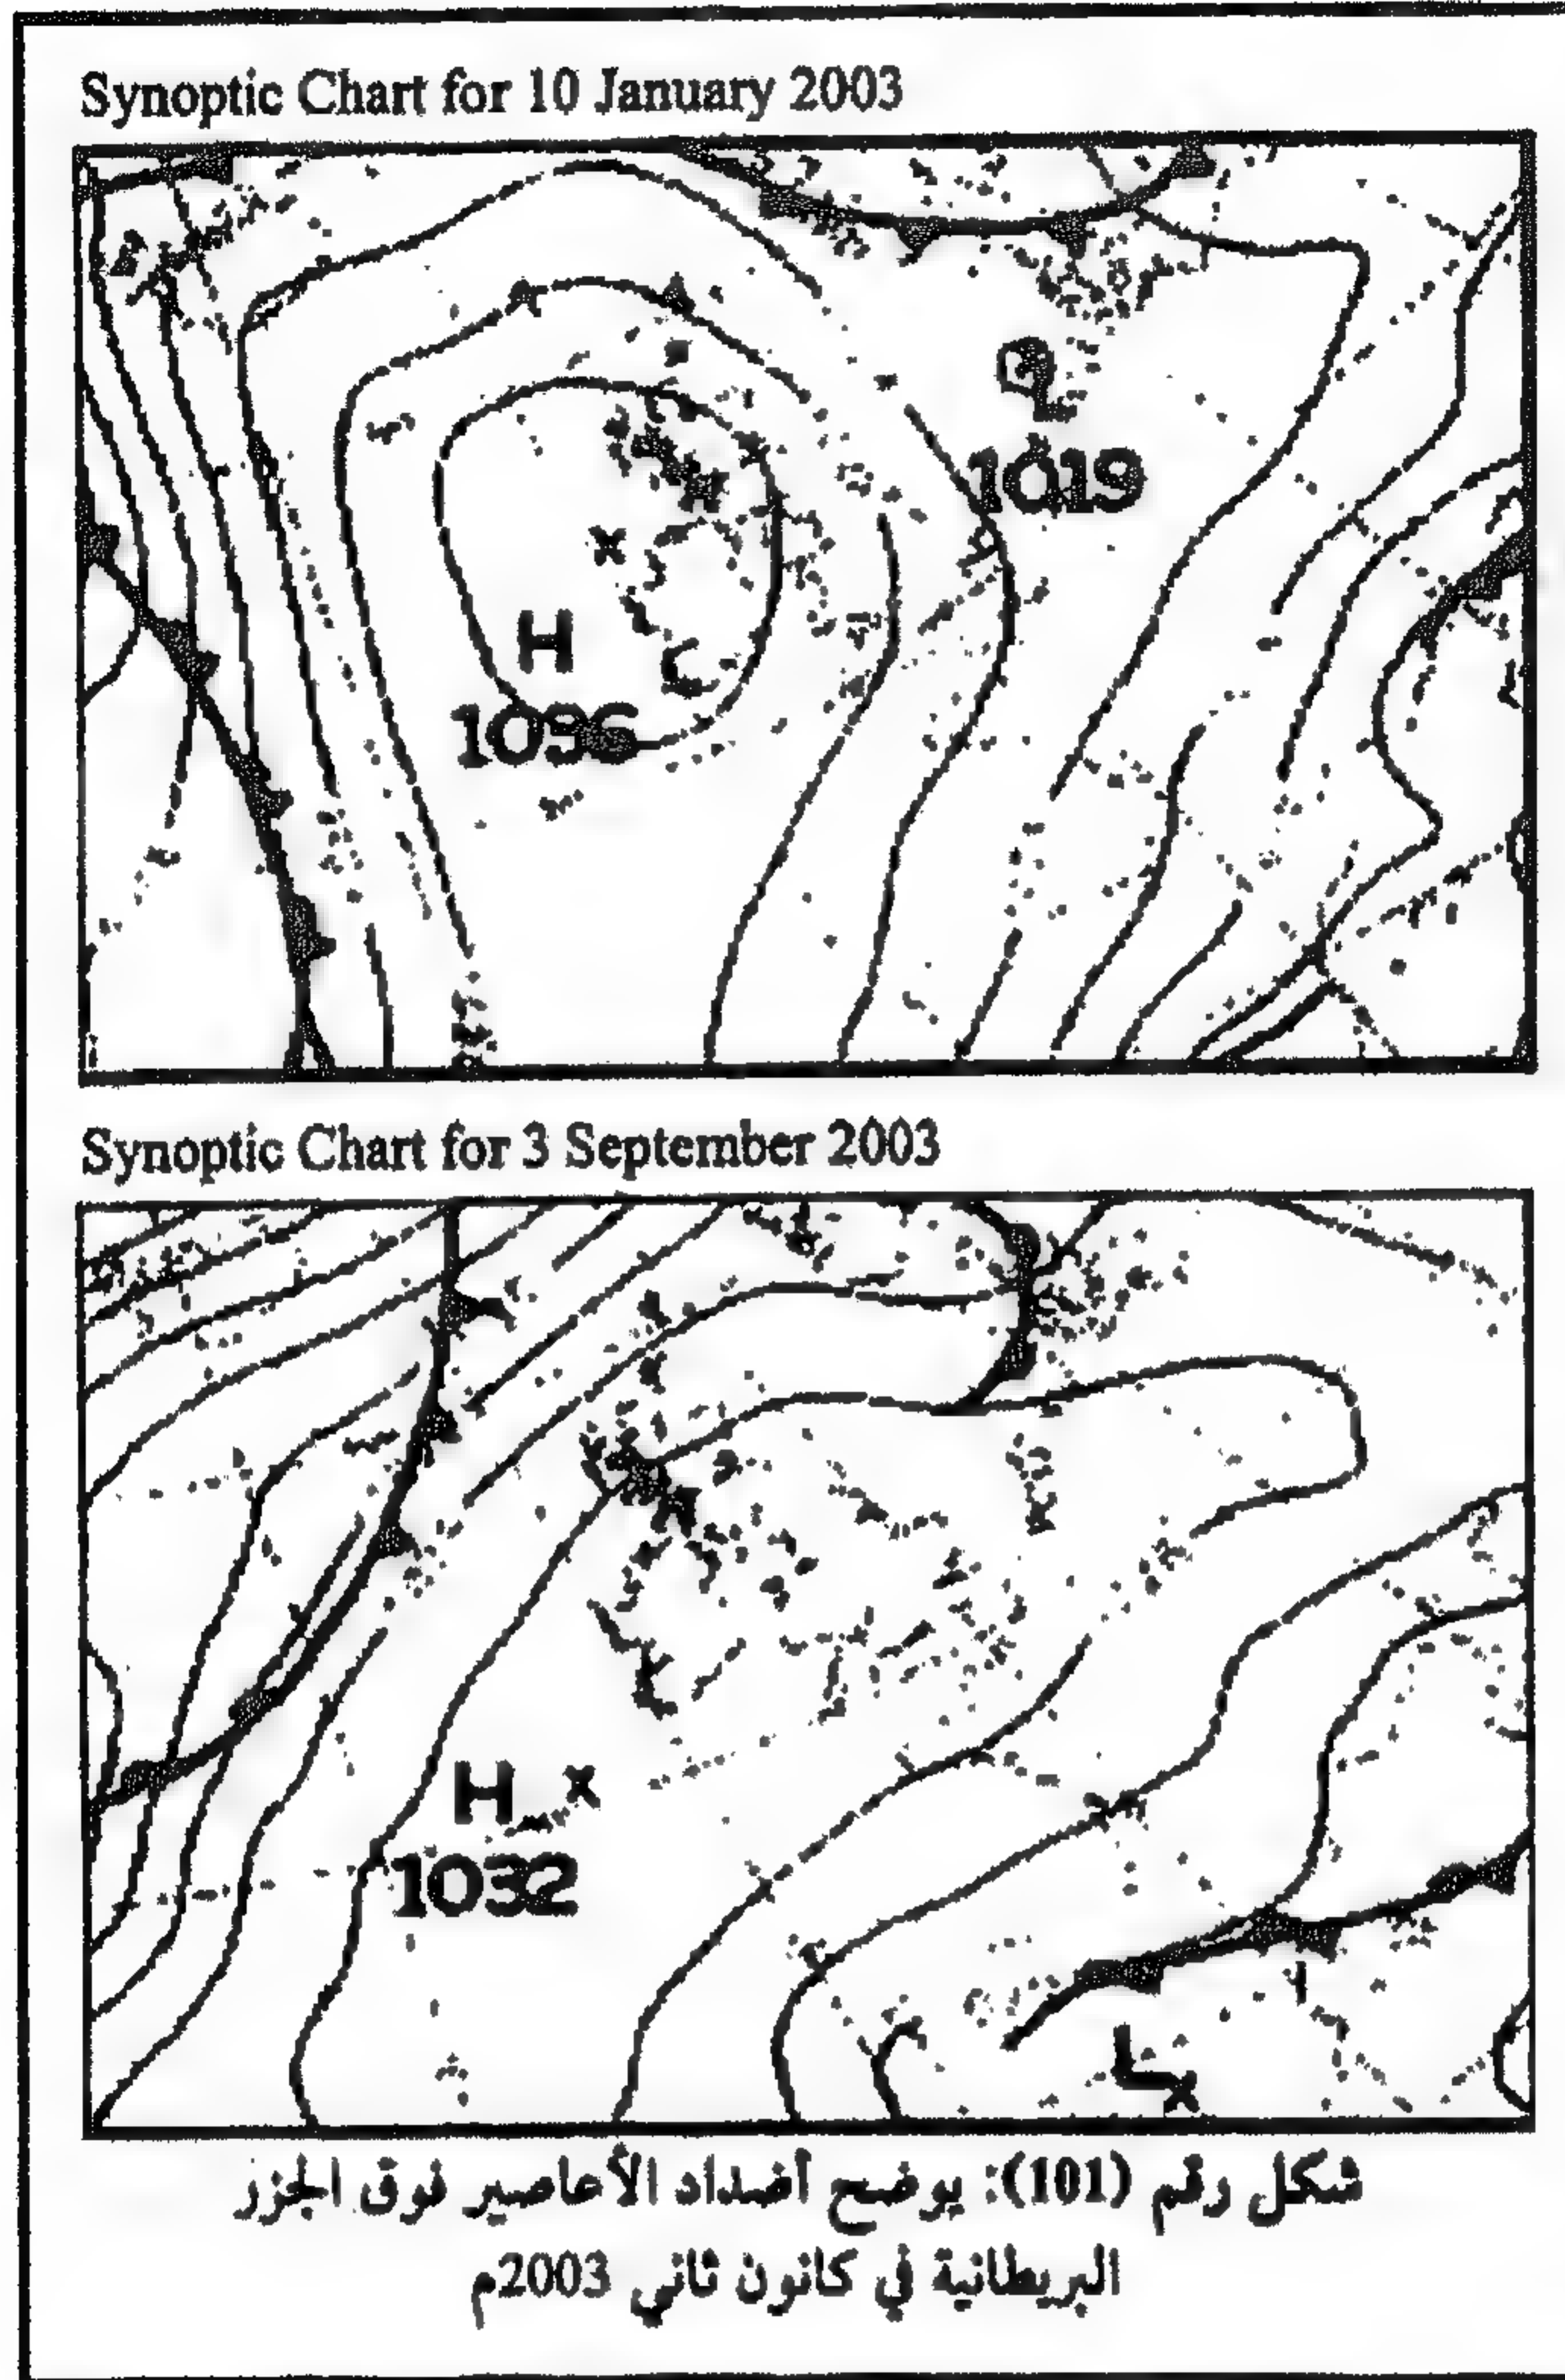 Synoptic Chart for 10 January 2003
1019
H
1036
Synoptic Chart for 3 September 2003
H
1032
L
شكل رقم (101): يوضح أضداد الأعاصير فوق الجزر
البريطانية في كانون ثاني 2003م